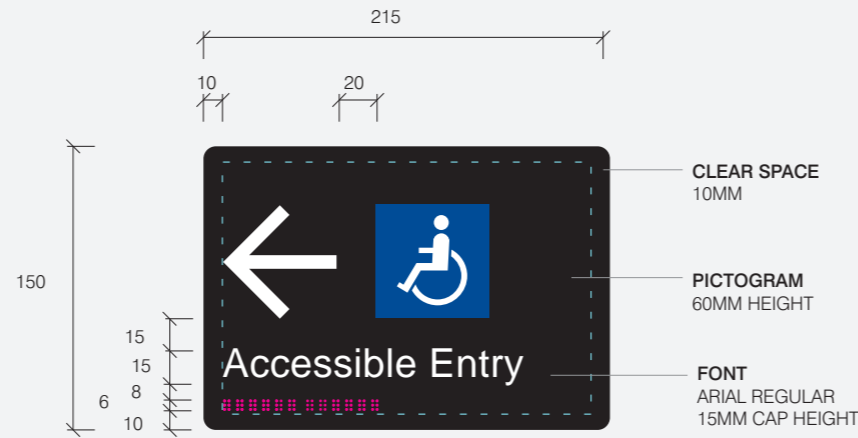 215
10
20
CLEAR SPACE
10MM
150
PICTOGRAM
60MM HEIGHT
15
15
Accessible Entry
FONT
ARIAL REGULAR
15MM CAP HEIGHT
8
6
10